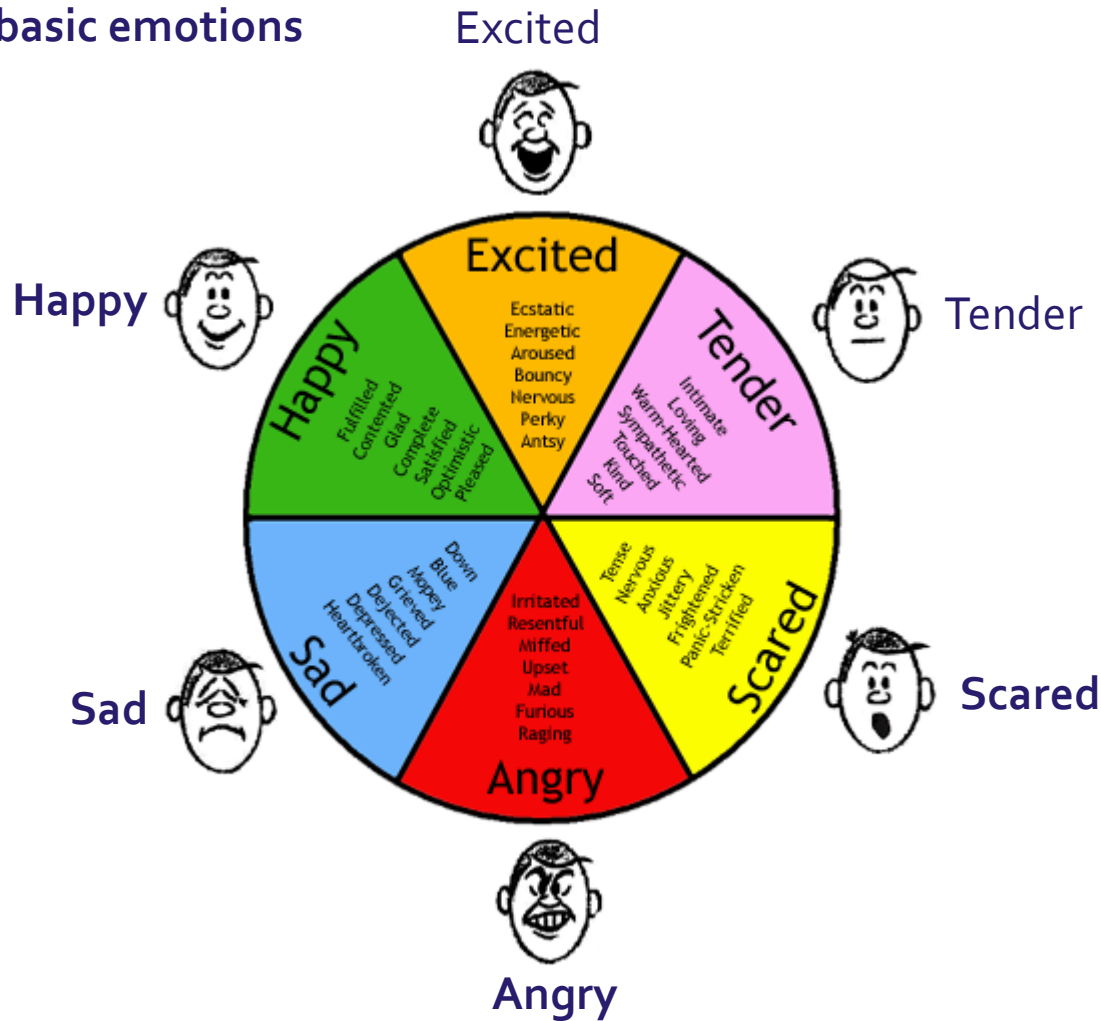 basic emotions
Excited
Happy
Tender
Excited
Ecstatic
Energetic
Aroused
Bouncy
Nervous
Perky
Antsy
Happy
Fulfilled
Contented
Glad
Complete
Satisfied
Optimistic
Pleased
Tender
Intimate
Loving
Warm-Hearted
Sympathetic
Touched
Kind
Soft
Sad
Down
Blue
Mopey
Grieved
Dejected
Depressed
Heartbroken
Sad
Irritated
Resentful
Miffed
Upset
Mad
Furious
Raging
Angry
Tense
Nervous
Anxious
Jittery
Frightened
Panic-Stricken
Terrified
Scared
Scared
Angry